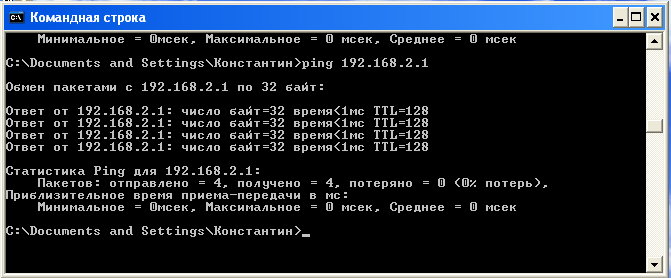 Командная строка
Минимальное = 0мсек, Максимальное = 0 мсек, Среднее = 0 мсек
C:\Documents and Settings\Константин>ping 192.168.2.1
Обмен пакетами с 192.168.2.1 по 32 байт:
Ответ от 192.168.2.1: число байт=32 время<1мс TTL=128
Ответ от 192.168.2.1: число байт=32 время<1мс TTL=128
Ответ от 192.168.2.1: число байт=32 время<1мс TTL=128
Ответ от 192.168.2.1: число байт=32 время<1мс TTL=128
Статистика Ping для 192.168.2.1:
Пакетов: отправлено = 4, получено = 4, потеряно = 0 (0% потерь),
Приблизительное время приема-передачи в мс:
Минимальное = 0мсек, Максимальное = 0 мсек, Среднее = 0 мсек
C:\Documents and Settings\Константин>_